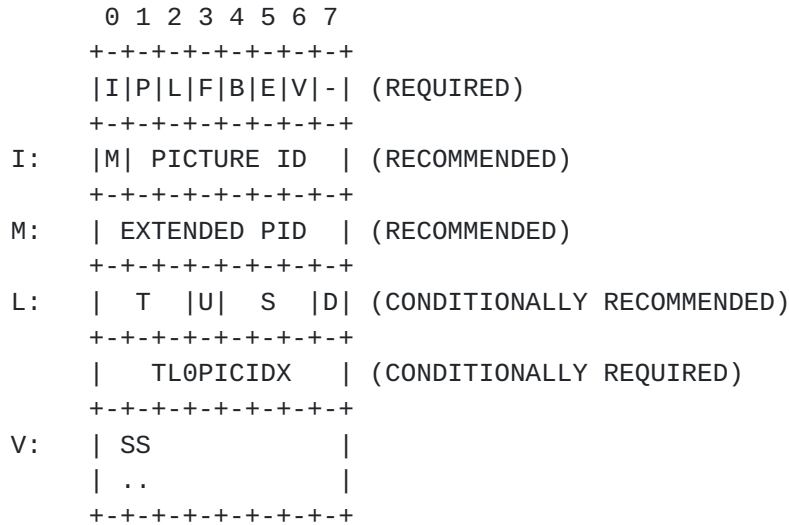 0 1 2 3 4 5 6 7
     +-+-+-+-+-+-+-+-+
     |I|P|L|F|B|E|V|-| (REQUIRED)
     +-+-+-+-+-+-+-+-+
I:   |M| PICTURE ID  | (RECOMMENDED)
     +-+-+-+-+-+-+-+-+
M:   | EXTENDED PID  | (RECOMMENDED)
     +-+-+-+-+-+-+-+-+
L:   |  T  |U|  S  |D| (CONDITIONALLY RECOMMENDED)
     +-+-+-+-+-+-+-+-+
     |   TL0PICIDX   | (CONDITIONALLY REQUIRED)
     +-+-+-+-+-+-+-+-+
V:   | SS            |
     | ..            |
     +-+-+-+-+-+-+-+-+